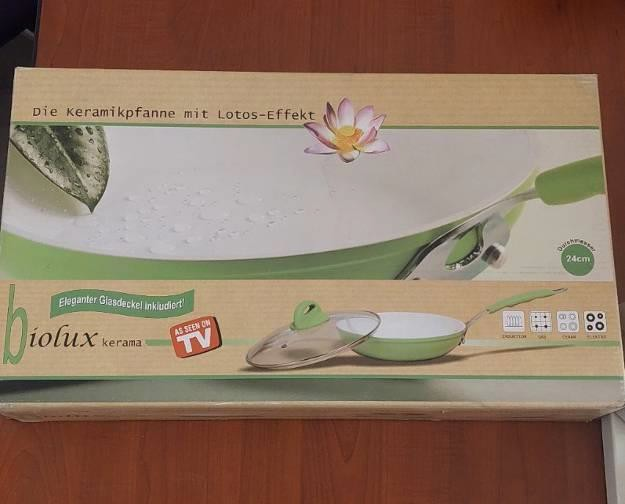 Die Keramikpfanne mit Lotos-Effekt
Durchmesser
24cm
Eleganter Glasdeckel inkludiert!
biolux kerama
AS SEEN ON
TV
INDUCTION GAS CERAN ELEKTRO